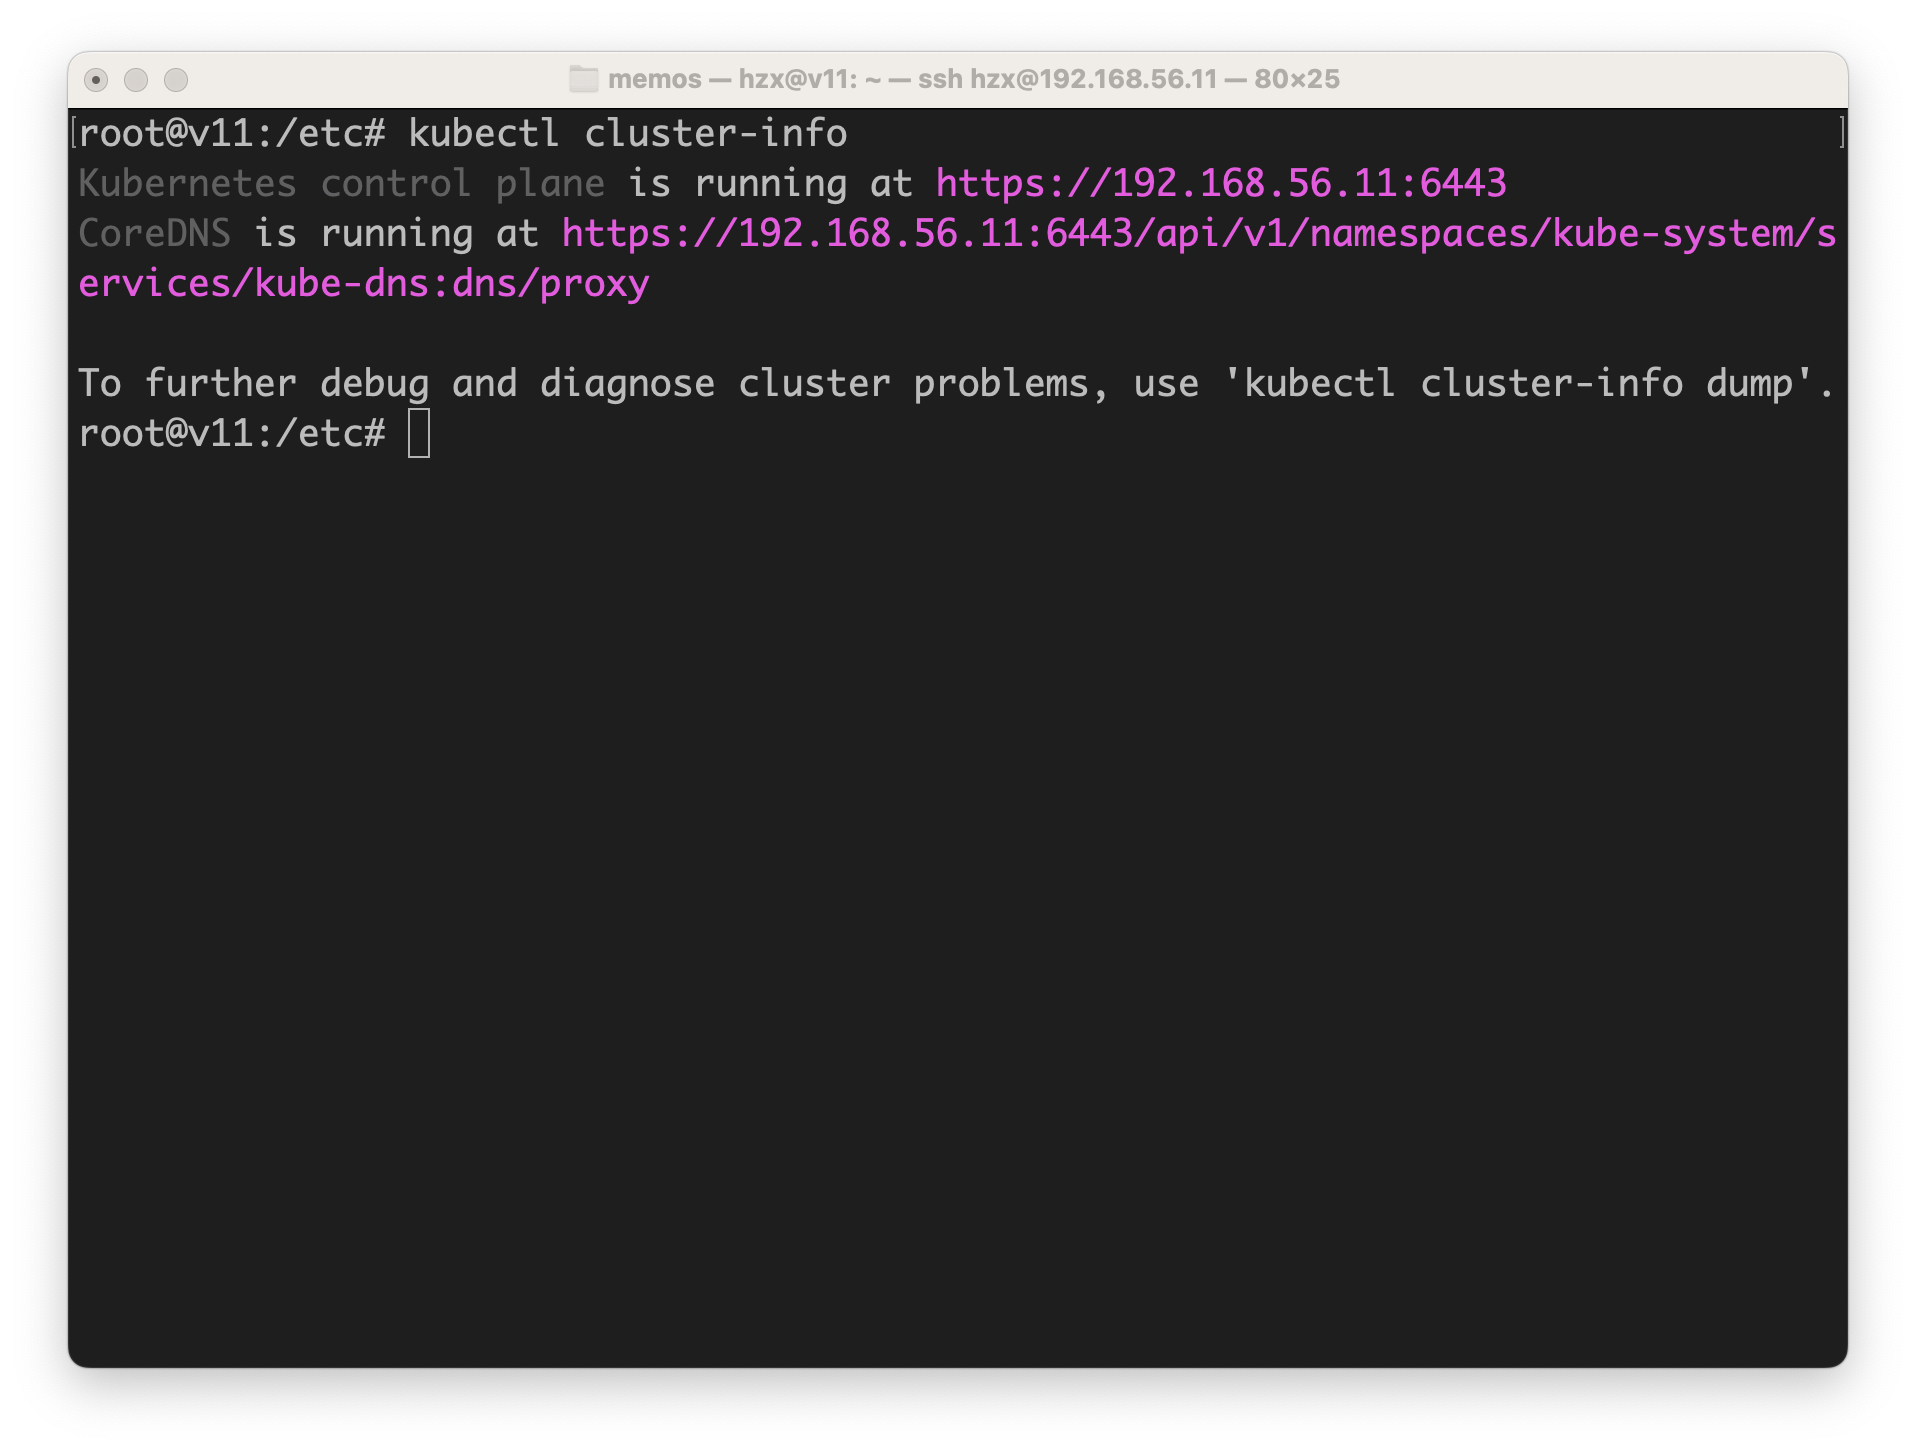 memos — hzx@v11: ~ — ssh hzx@192.168.56.11 — 80×25
[root@v11:/etc# kubectl cluster-info ]
Kubernetes control plane is running at https://192.168.56.11:6443
CoreDNS is running at https://192.168.56.11:6443/api/v1/namespaces/kube-system/s
ervices/kube-dns:dns/proxy
To further debug and diagnose cluster problems, use 'kubectl cluster-info dump'.
root@v11:/etc#